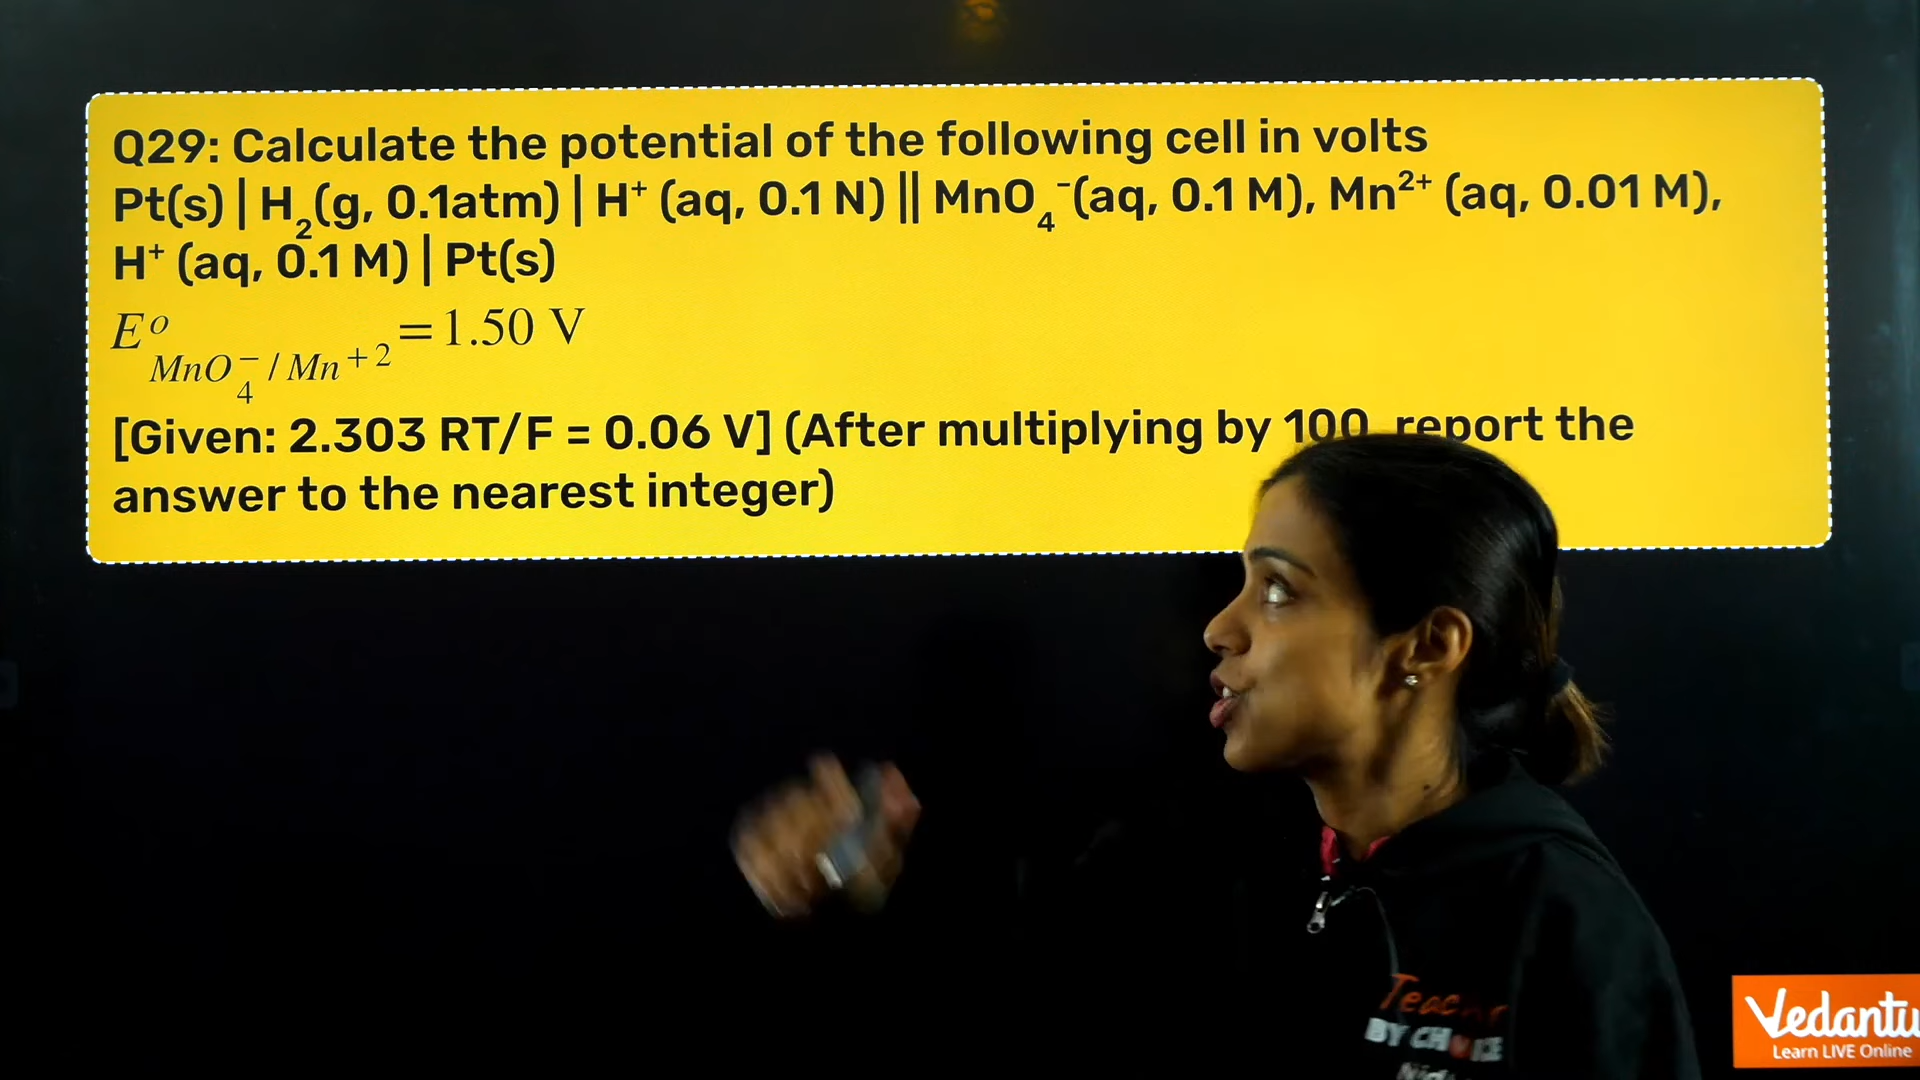 Q29: Calculate the potential of the following cell in volts
Pt(s) | H₂(g, 0.1atm) | H⁺ (aq, 0.1 N) || MnO₄⁻(aq, 0.1 M), Mn²⁺ (aq, 0.01 M),
H⁺ (aq, 0.1 M) | Pt(s)
E° MnO₄⁻ / Mn⁺² = 1.50 V
[Given: 2.303 RT/F = 0.06 V] (After multiplying by 100, report the
answer to the nearest integer)
BY CHOICE
Vedantu
Learn LIVE Online